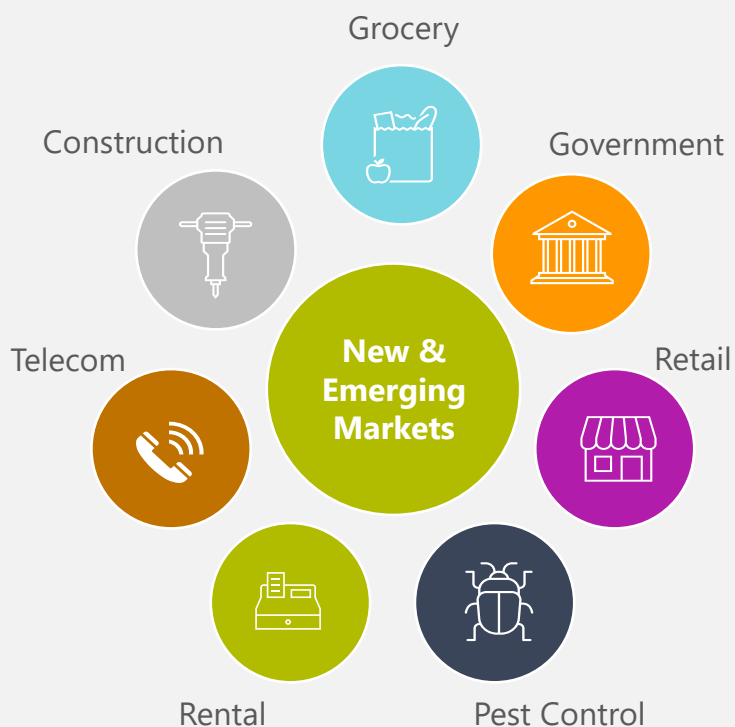 Grocery
Construction
Government
New &
Emerging
Markets
Telecom
Retail
Rental
Pest Control